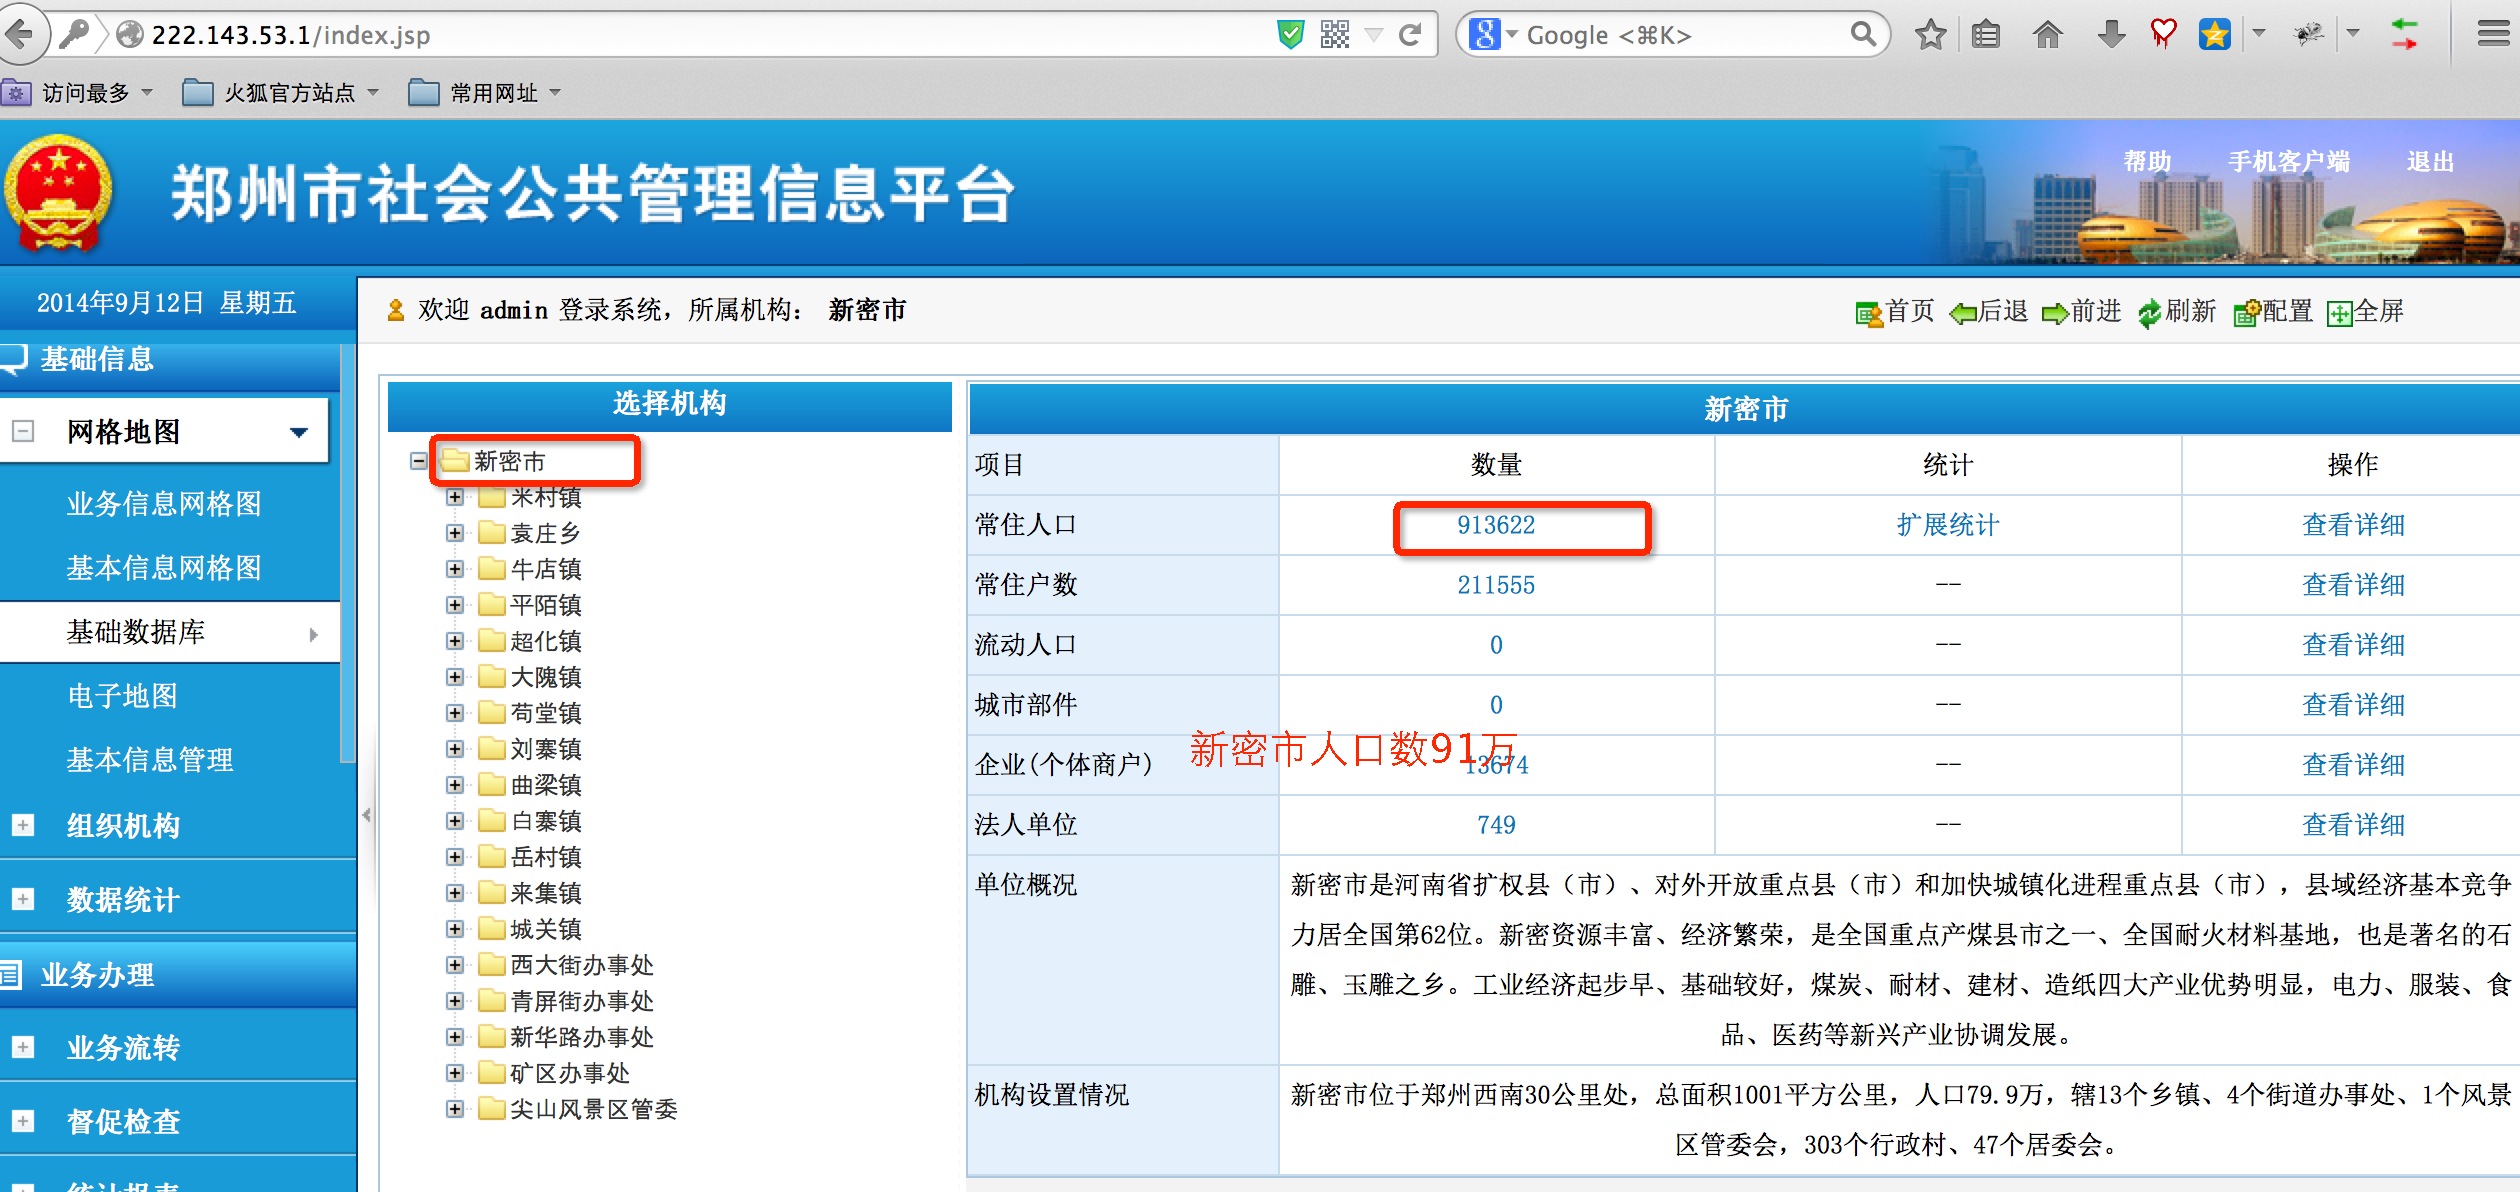 222.143.53.1/index.jsp
Google <⌘K>
访问最多
火狐官方站点
常用网址
郑州市社会公共管理信息平台
帮助
手机客户端
退出
2014年9月12日 星期五
欢迎 admin 登录系统，所属机构： 新密市
首页
后退
前进
刷新
配置
全屏
基础信息
网格地图
业务信息网格图
基本信息网格图
基础数据库
电子地图
基本信息管理
组织机构
数据统计
业务办理
业务流转
督促检查
统计报表
选择机构
新密市
米村镇
袁庄乡
牛店镇
平陌镇
超化镇
大隗镇
苟堂镇
刘寨镇
曲梁镇
白寨镇
岳村镇
来集镇
城关镇
西大街办事处
青屏街办事处
新华路办事处
矿区办事处
尖山风景区管委
新密市
项目 数量 统计 操作
常住人口 913622 扩展统计 查看详细
常住户数 211555 -- 查看详细
流动人口 0 -- 查看详细
城市部件 0 -- 查看详细
新密市人口数91万
企业(个体商户) 13674 -- 查看详细
法人单位 749 -- 查看详细
单位概况
新密市是河南省扩权县（市）、对外开放重点县（市）和加快城镇化进程重点县（市），县域经济基本竞争
力居全国第62位。新密资源丰富、经济繁荣，是全国重点产煤县市之一、全国耐火材料基地，也是著名的石
雕、玉雕之乡。工业经济起步早、基础较好，煤炭、耐材、建材、造纸四大产业优势明显，电力、服装、食
品、医药等新兴产业协调发展。
机构设置情况
新密市位于郑州西南30公里处，总面积1001平方公里，人口79.9万，辖13个乡镇、4个街道办事处、1个风景
区管委会，303个行政村、47个居委会。